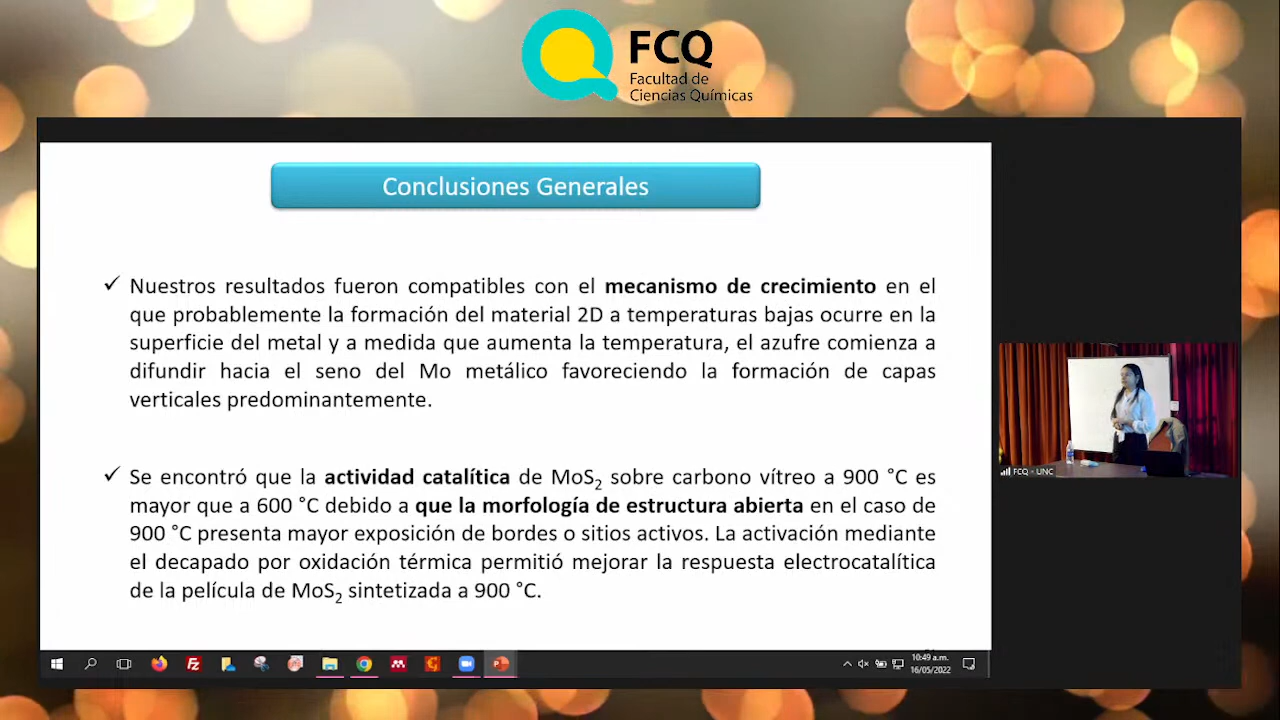 FCQ
Facultad de
Ciencias Químicas
Conclusiones Generales
✓ Nuestros resultados fueron compatibles con el mecanismo de crecimiento en el
que probablemente la formación del material 2D a temperaturas bajas ocurre en la
superficie del metal y a medida que aumenta la temperatura, el azufre comienza a
difundir hacia el seno del Mo metálico favoreciendo la formación de capas
verticales predominantemente.
✓ Se encontró que la actividad catalítica de MoS₂ sobre carbono vítreo a 900 °C es
mayor que a 600 °C debido a que la morfología de estructura abierta en el caso de
900 °C presenta mayor exposición de bordes o sitios activos. La activación mediante
el decapado por oxidación térmica permitió mejorar la respuesta electrocatalítica
de la película de MoS₂ sintetizada a 900 °C.
FCQ - UNC
10:49 a.m.
16/05/2022